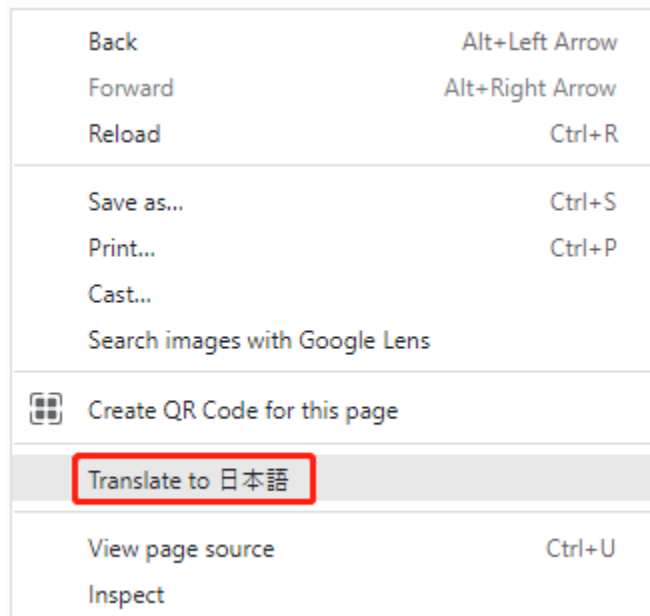 Back Alt+Left Arrow
Forward Alt+Right Arrow
Reload Ctrl+R
Save as... Ctrl+S
Print... Ctrl+P
Cast...
Search images with Google Lens
Create QR Code for this page
Translate to 日本語
View page source Ctrl+U
Inspect